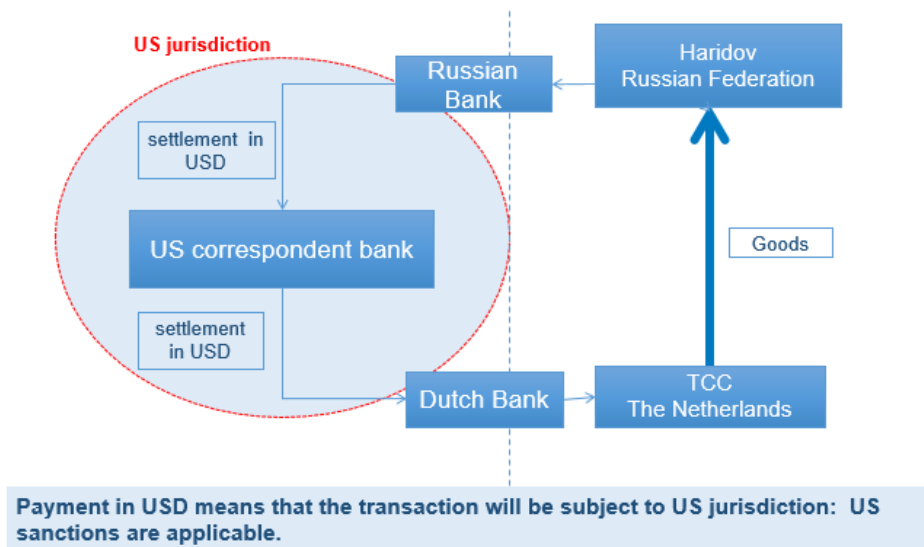 US jurisdiction
Russian
Bank
Haridov
Russian Federation
settlement in
USD
US correspondent bank
Goods
settlement
in USD
Dutch Bank
TCC
The Netherlands
Payment in USD means that the transaction will be subject to US jurisdiction: US
sanctions are applicable.